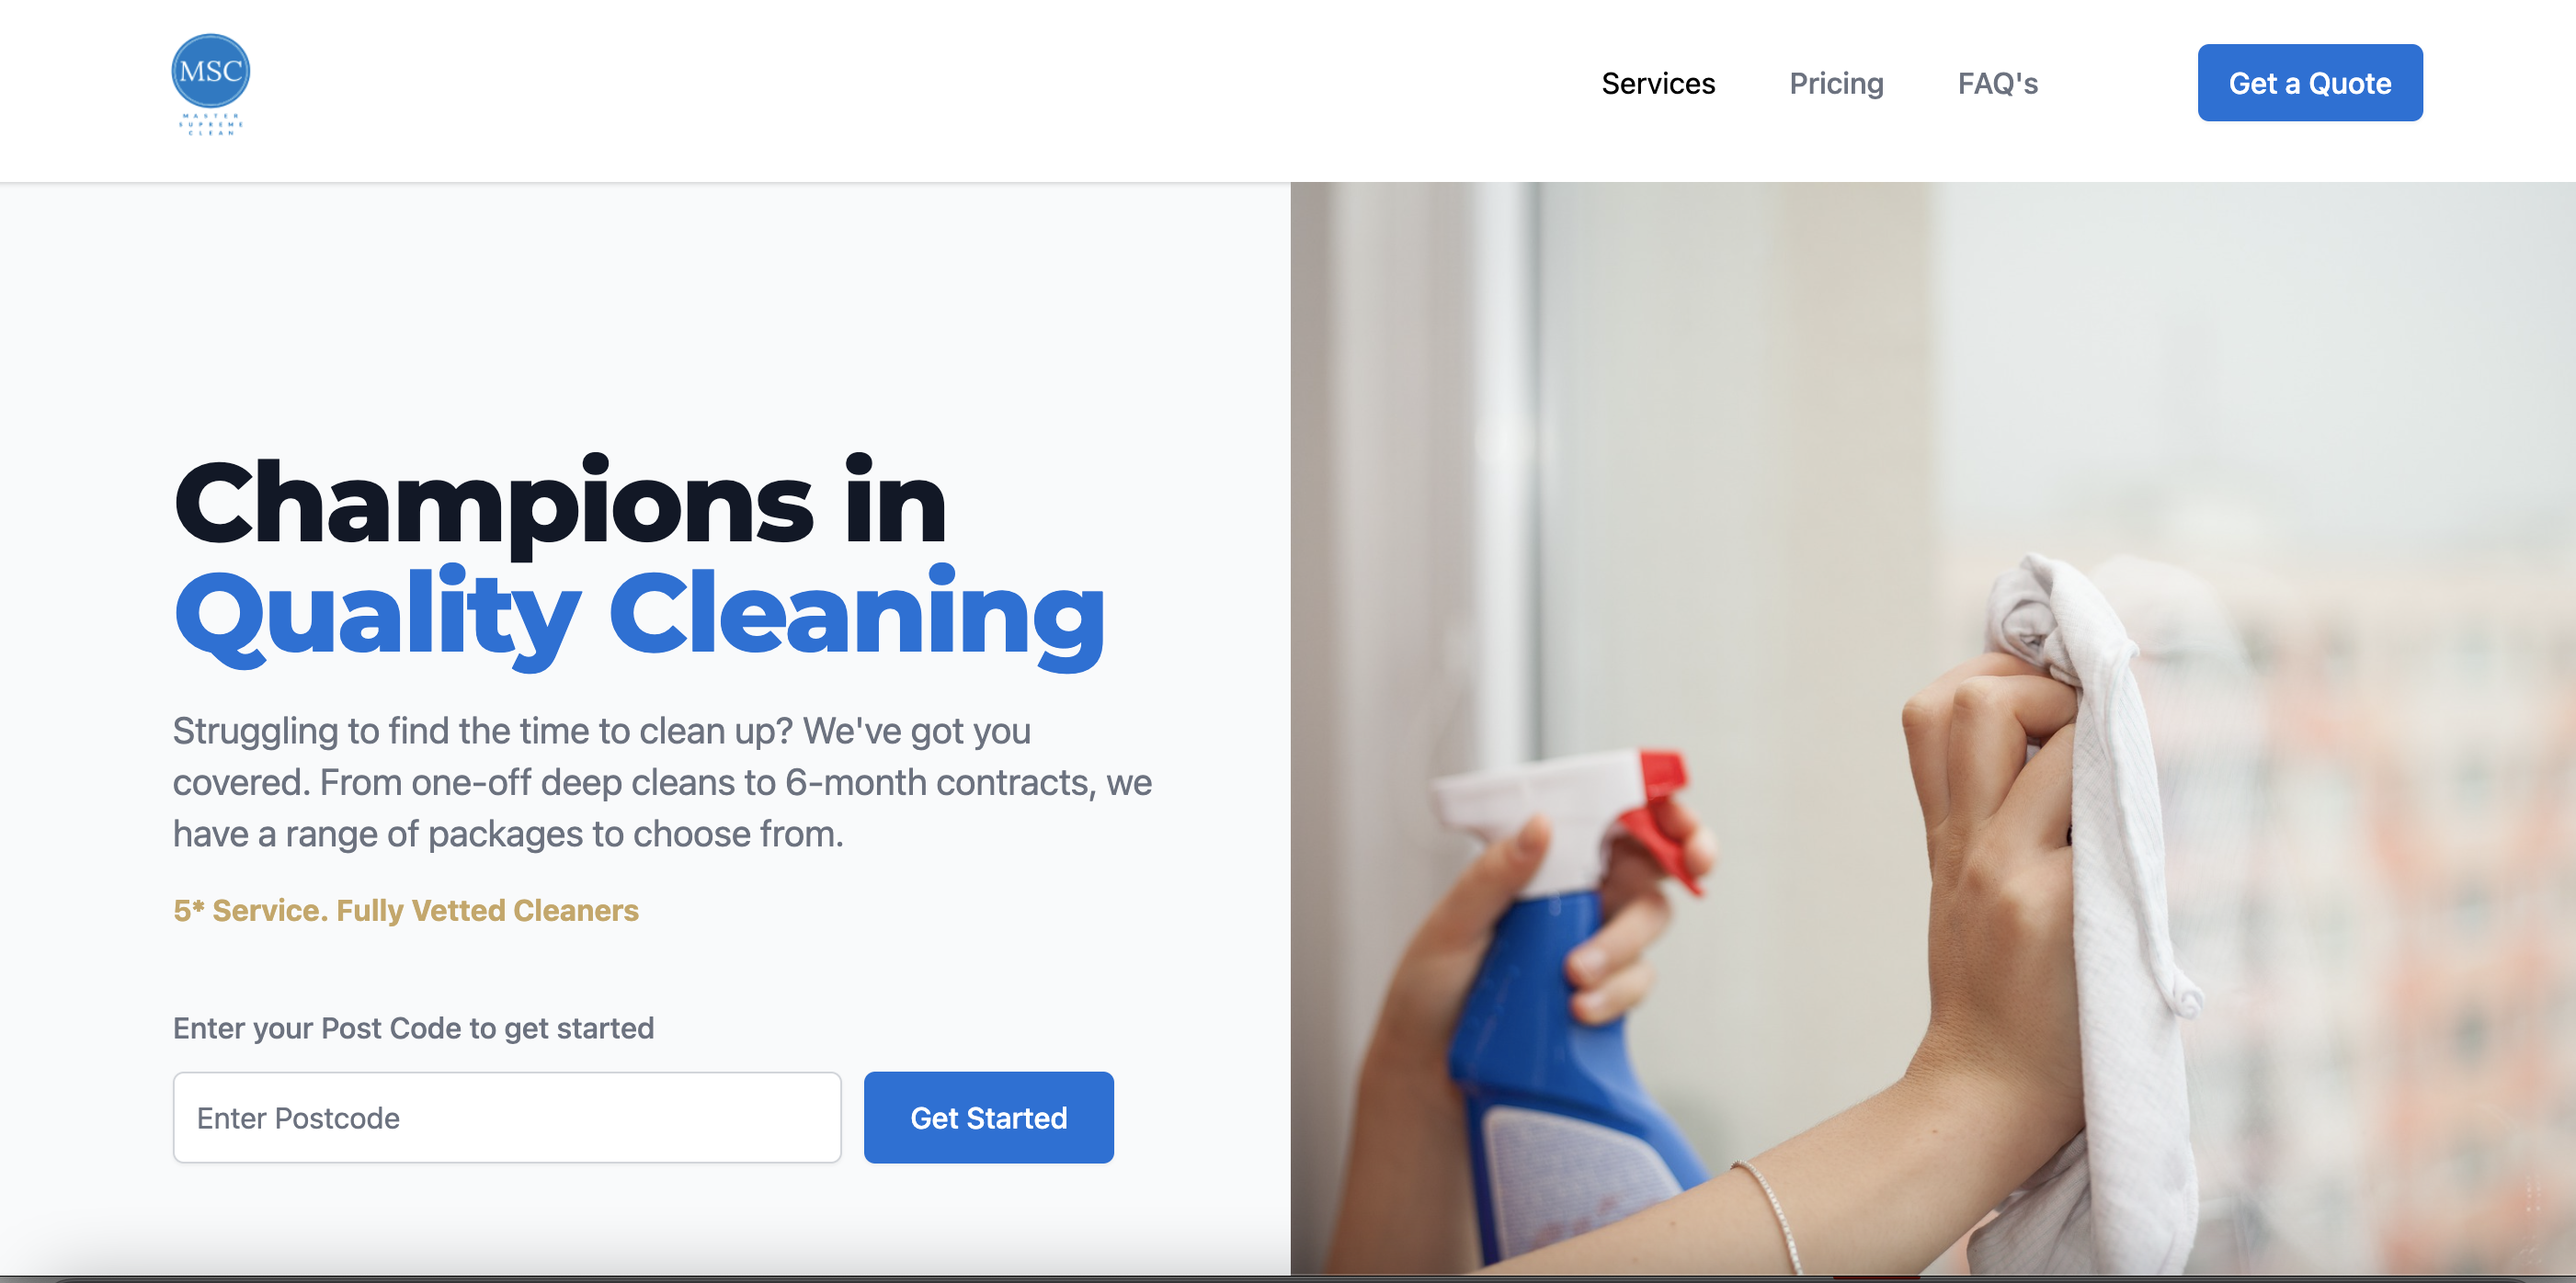 MSC
MASTER
SUPREME
CLEAN
Services
Pricing
FAQ's
Get a Quote
Champions in
Quality Cleaning
Struggling to find the time to clean up? We've got you
covered. From one-off deep cleans to 6-month contracts, we
have a range of packages to choose from.
5* Service. Fully Vetted Cleaners
Enter your Post Code to get started
Enter Postcode
Get Started